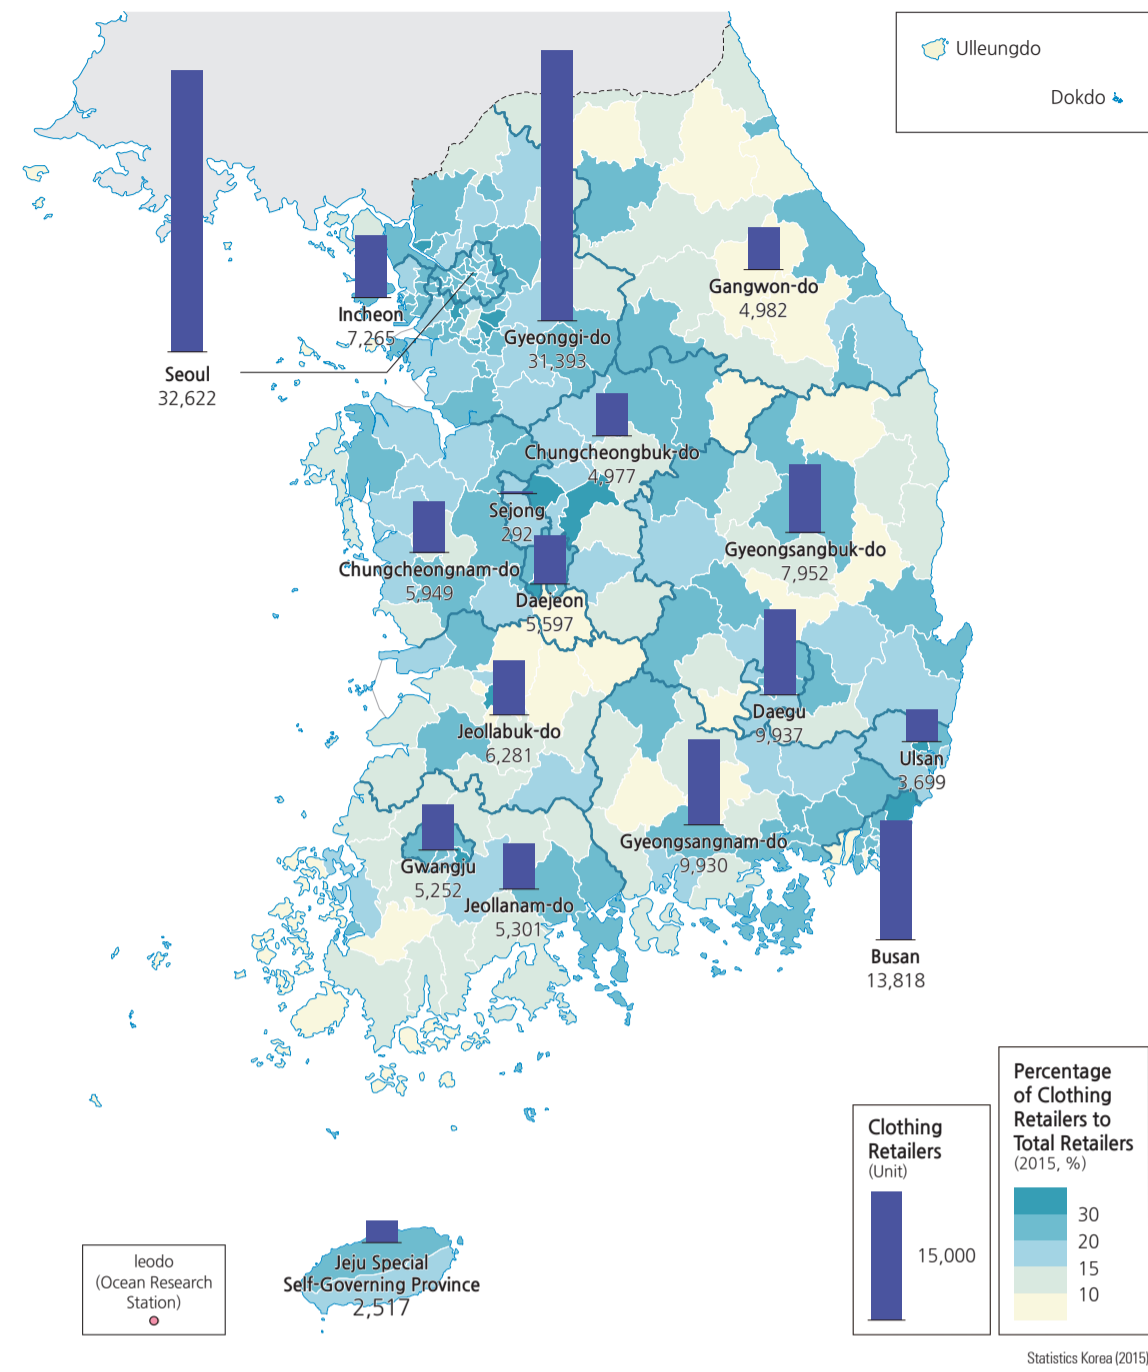 Ulleungdo
Dokdo
Gangwon-do
4,982
Incheon
7,265
Gyeonggi-do
31,393
Seoul
32,622
Chungcheongbuk-do
4,977
Sejong
292
Gyeongsangbuk-do
7,952
Chungcheongnam-do
5,949
Daejeon
5,597
Daegu
9,937
Jeollabuk-do
6,281
Ulsan
3,699
Gyeongsangnam-do
9,930
Gwangju
5,252
Jeollanam-do
5,301
Busan
13,818
Jeju Special
Self-Governing Province
2,517
Ieodo
(Ocean Research
Station)
Clothing
Retailers
(Unit)
15,000
Percentage
of Clothing
Retailers to
Total Retailers
(2015, %)
30
20
15
10
Statistics Korea (2015)